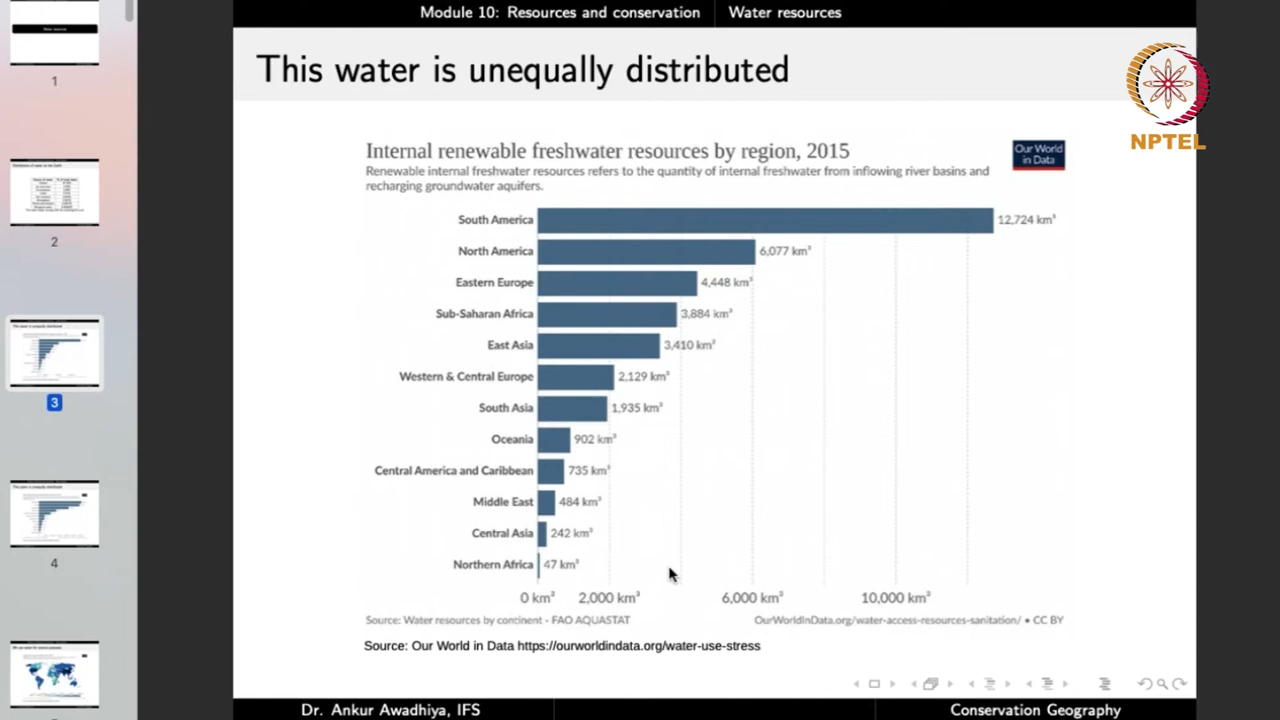 Module 10: Resources and conservation Water resources
This water is unequally distributed
NPTEL
Internal renewable freshwater resources by region, 2015
Our World
in Data
Renewable internal freshwater resources refers to the quantity of internal freshwater from inflowing river basins and
recharging groundwater aquifers.
South America 12,724 km³
North America 6,077 km³
Eastern Europe 4,448 km³
Sub-Saharan Africa 3,884 km³
East Asia 3,410 km³
Western & Central Europe 2,129 km³
South Asia 1,935 km³
Oceania 902 km³
Central America and Caribbean 735 km³
Middle East 484 km³
Central Asia 242 km³
Northern Africa 47 km³
0 km³ 2,000 km³ 6,000 km³ 10,000 km³
Source: Water resources by continent - FAO AQUASTAT OurWorldInData.org/water-access-resources-sanitation/ • CC BY
Source: Our World in Data https://ourworldindata.org/water-use-stress
Dr. Ankur Awadhiya, IFS Conservation Geography
1
2
3
4